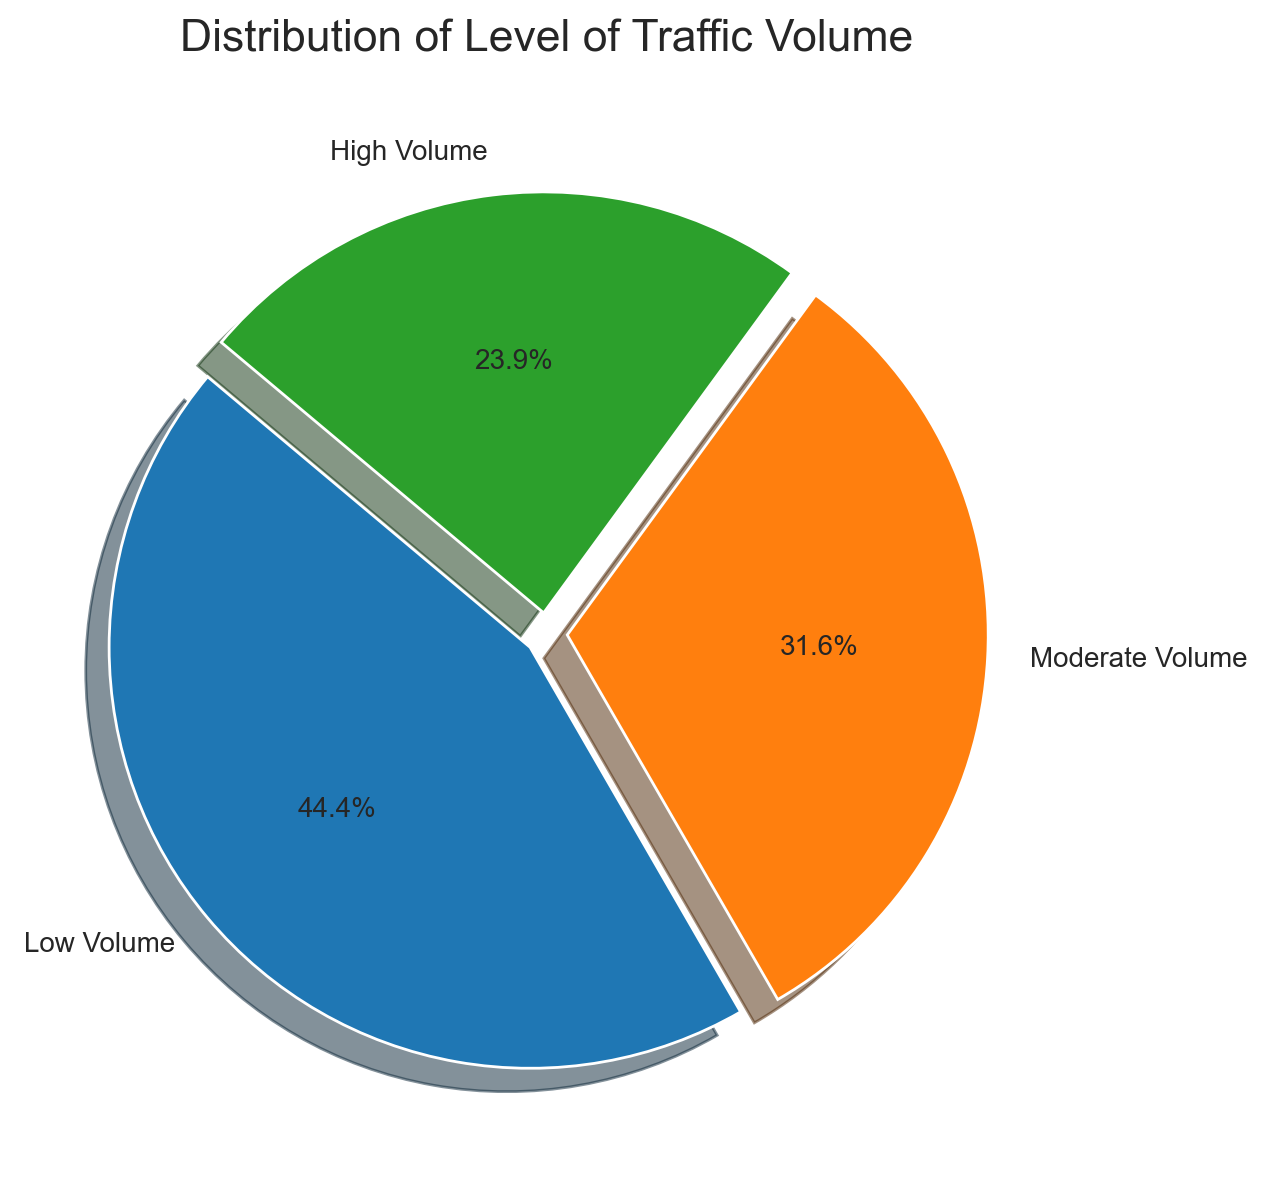 Distribution of Level of Traffic Volume
High Volume
23.9%
31.6%
Moderate Volume
44.4%
Low Volume